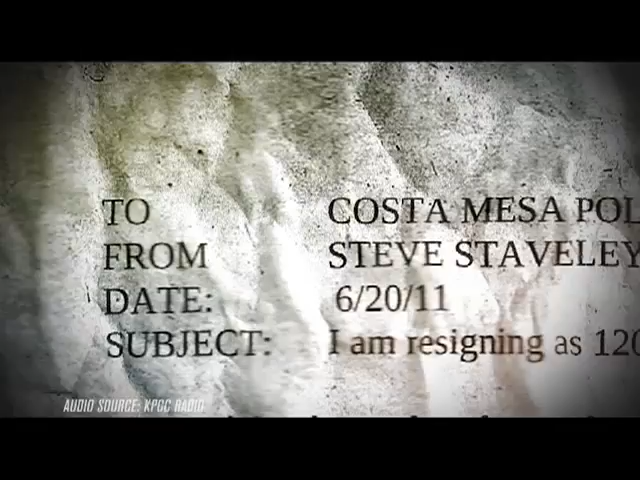 TO COSTA MESA POL
FROM STEVE STAVELEY
DATE: 6/20/11
SUBJECT: I am resigning as 120
AUDIO SOURCE: KPCC RADIO